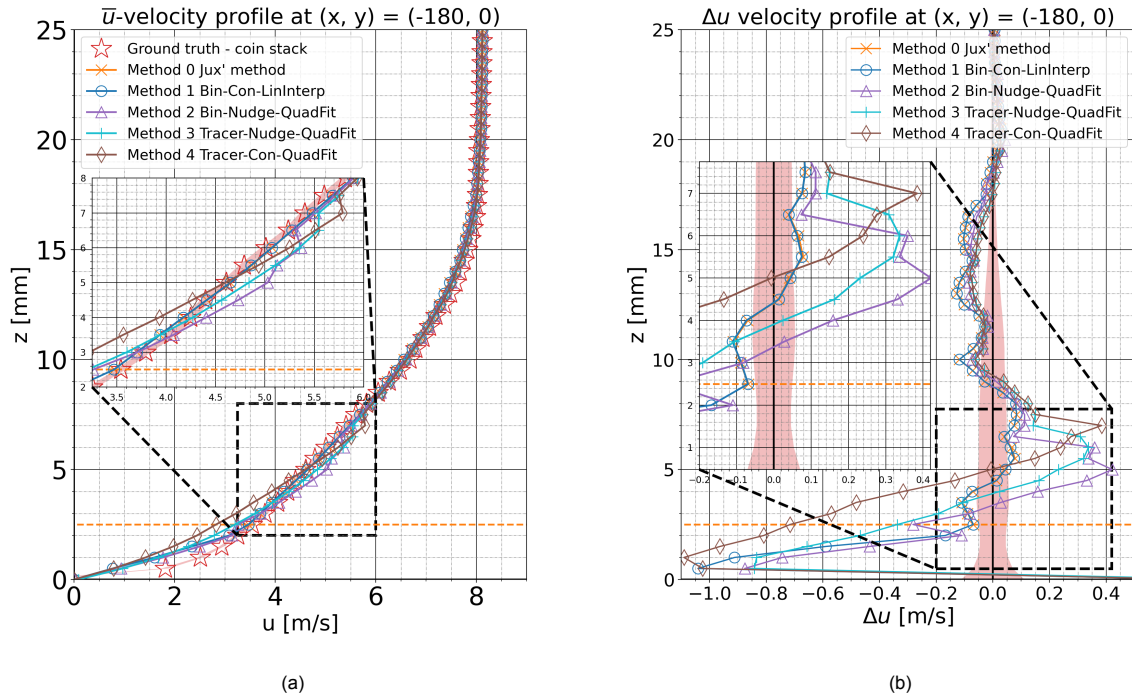 u̅-velocity profile at (x, y) = (-180, 0)
25
20
15
10
5
0
z [mm]
Ground truth - coin stack
Method 0 Jux' method
Method 1 Bin-Con-LinInterp
Method 2 Bin-Nudge-QuadFit
Method 3 Tracer-Nudge-QuadFit
Method 4 Tracer-Con-QuadFit
8
7
6
5
4
3
2
3.5 4.0 4.5 5.0 5.5 6.0
0 2 4 6 8
u [m/s]
(a)
Δu velocity profile at (x, y) = (-180, 0)
25
20
15
10
5
0
z [mm]
Method 0 Jux' method
Method 1 Bin-Con-LinInterp
Method 2 Bin-Nudge-QuadFit
Method 3 Tracer-Nudge-QuadFit
Method 4 Tracer-Con-QuadFit
7
6
5
4
3
2
1
−0.2 −0.1 0.0 0.1 0.2 0.3 0.4
−1.0 −0.8 −0.6 −0.4 −0.2 0.0 0.2 0.4
Δu [m/s]
(b)